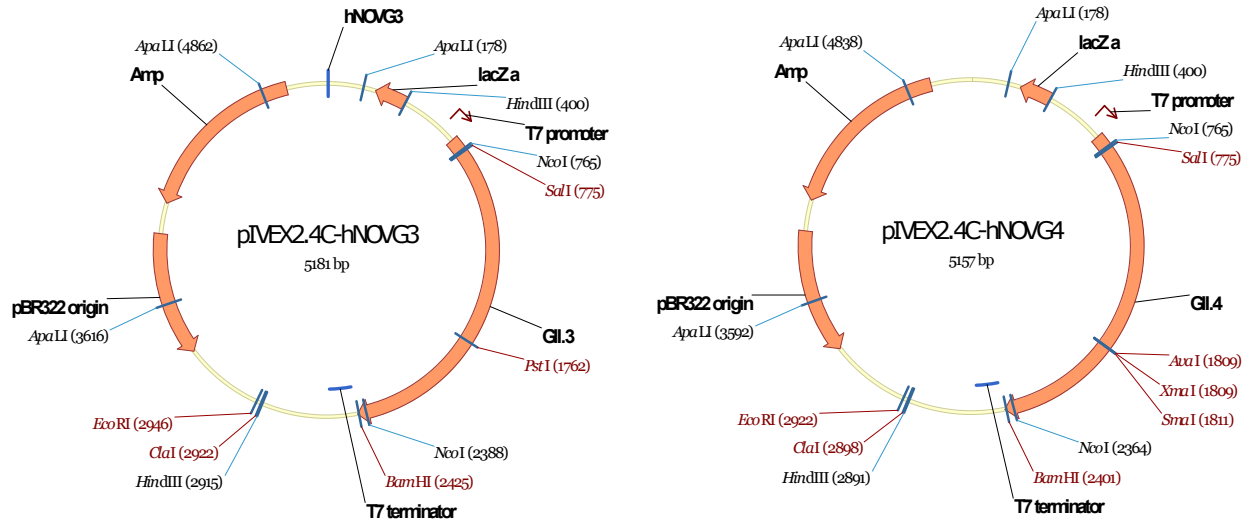 hNOVG3
ApaLI (4862)
ApaLI (178)
Amp
lacZ a
HindIII (400)
T7 promoter
NcoI (765)
SalI (775)
pIVEX2.4C-hNOVG3
5181 bp
pBR322 origin
ApaLI (3616)
GII.3
PstI (1762)
EcoRI (2946)
ClaI (2922)
HindIII (2915)
NcoI (2388)
BamHI (2425)
T7 terminator
ApaLI (178)
ApaLI (4838)
lacZ a
Amp
HindIII (400)
T7 promoter
NcoI (765)
SalI (775)
pIVEX2.4C-hNOVG4
5157 bp
pBR322 origin
ApaLI (3592)
GII.4
AvaI (1809)
XmaI (1809)
SmaI (1811)
EcoRI (2922)
ClaI (2898)
HindIII (2891)
NcoI (2364)
BamHI (2401)
T7 terminator